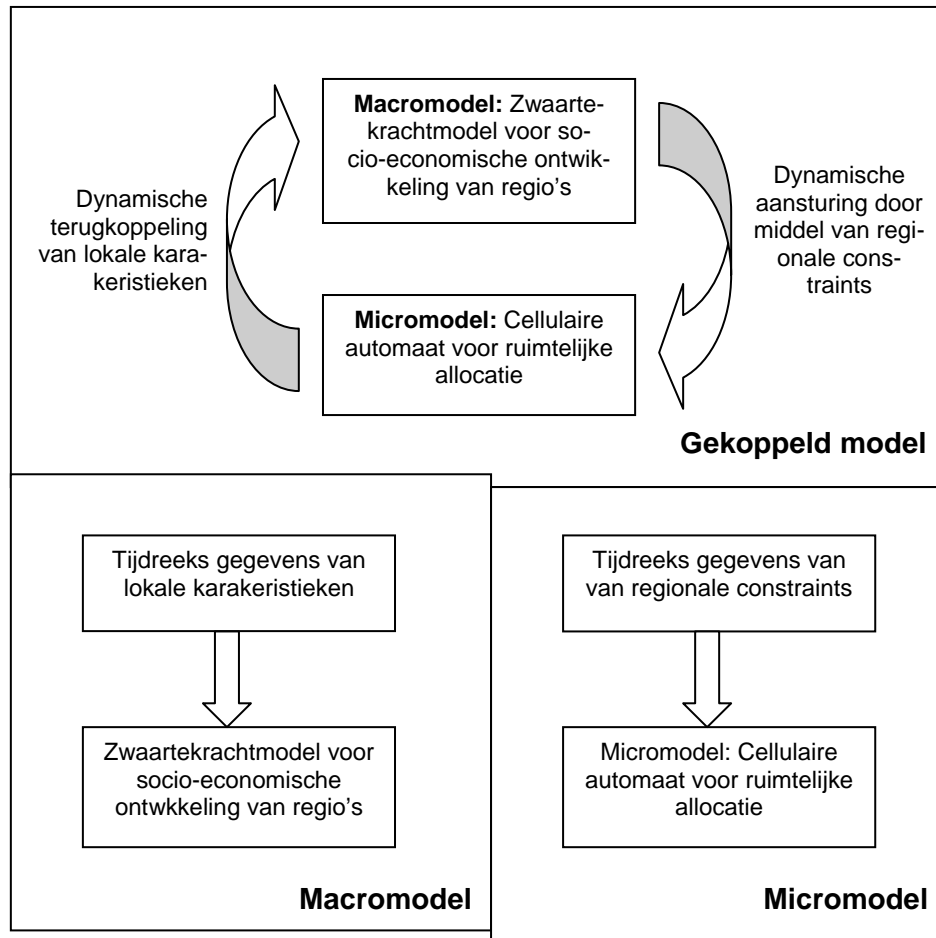 Macromodel: Zwaarte-
krachtmodel voor so-
cio-economische ontwik-
keling van regio's
Dynamische
terugkoppeling
van lokale kara-
keristieken
Dynamische
aansturing door
middel van regi-
onale cons-
traints
Micromodel: Cellulaire
automaat voor ruimtelijke
allocatie
Gekoppeld model
Tijdreeks gegevens van
lokale karakeristieken
Zwaartekrachtmodel voor
socio-economische
ontwkkeling van regio's
Macromodel
Tijdreeks gegevens van
van regionale constraints
Micromodel: Cellulaire
automaat voor ruimtelijke
allocatie
Micromodel